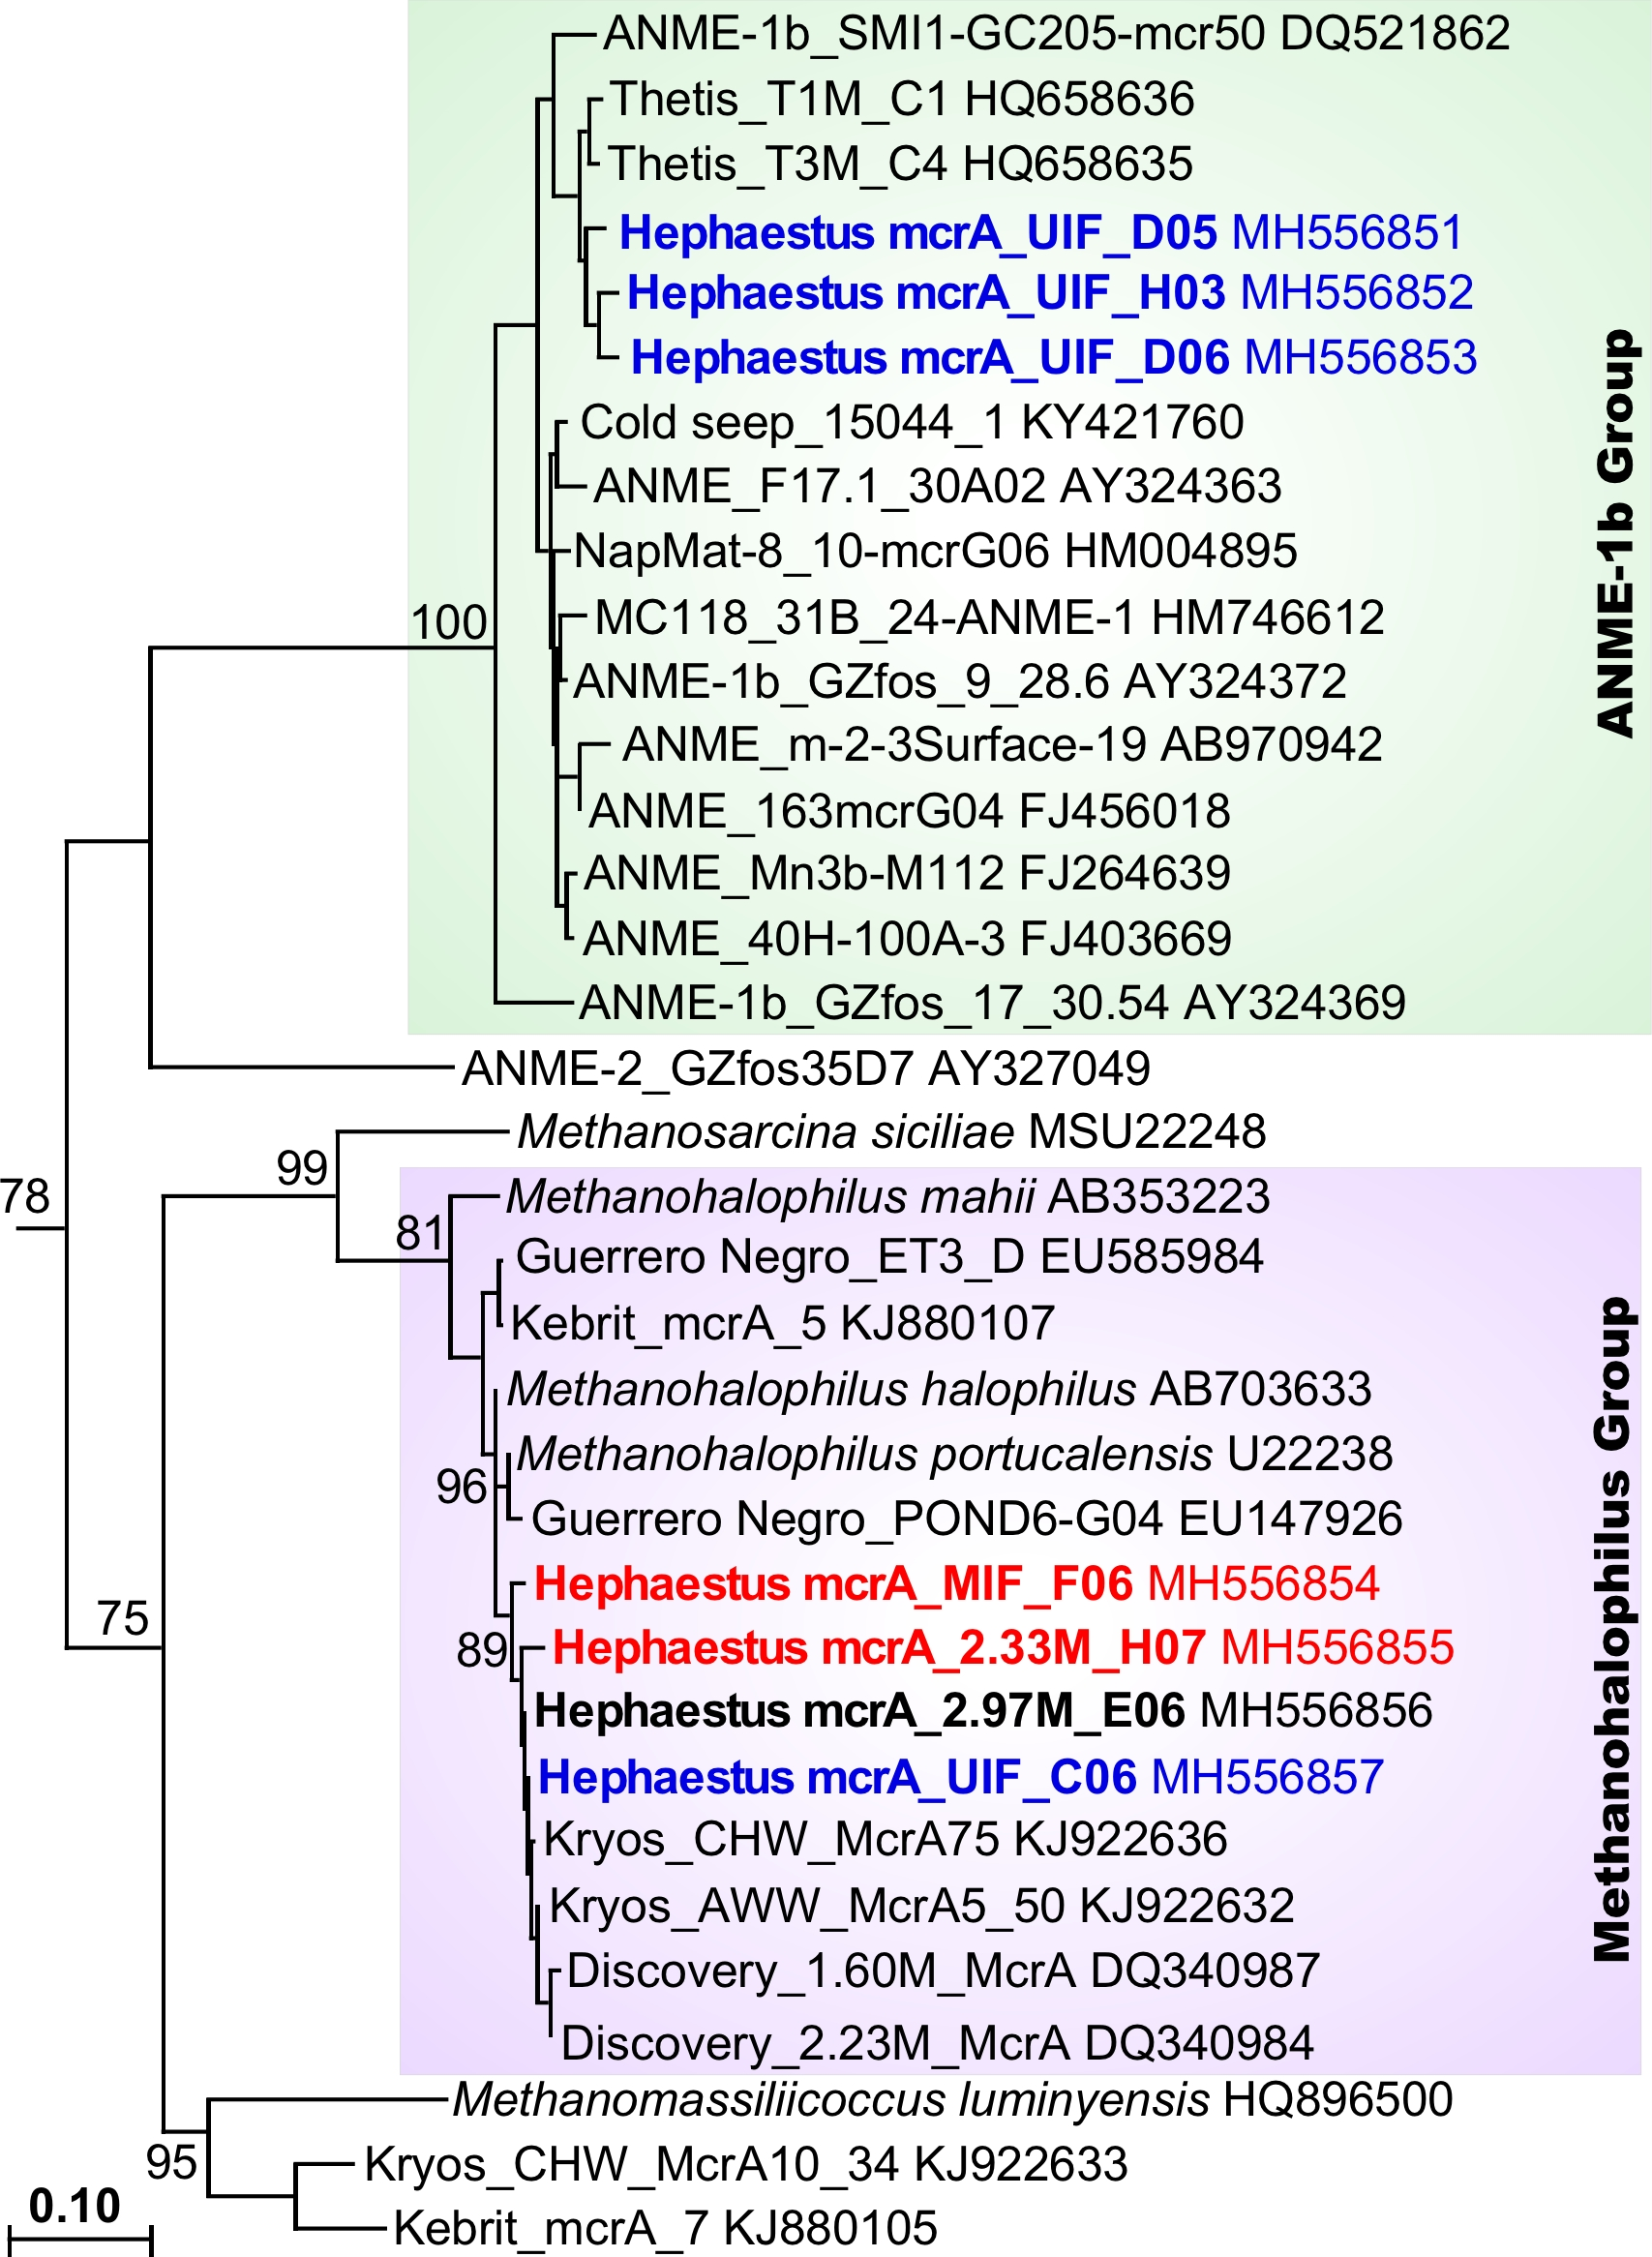 ANME-1b_SMI1-GC205-mcr50 DQ521862
Thetis_T1M_C1 HQ658636
Thetis_T3M_C4 HQ658635
Hephaestus mcrA_UIF_D05 MH556851
Hephaestus mcrA_UIF_H03 MH556852
Hephaestus mcrA_UIF_D06 MH556853
Cold seep_15044_1 KY421760
ANME_F17.1_30A02 AY324363
NapMat-8_10-mcrG06 HM004895
MC118_31B_24-ANME-1 HM746612
ANME-1b_GZfos_9_28.6 AY324372
ANME_m-2-3Surface-19 AB970942
ANME_163mcrG04 FJ456018
ANME_Mn3b-M112 FJ264639
ANME_40H-100A-3 FJ403669
ANME-1b_GZfos_17_30.54 AY324369
ANME-1b Group
100
ANME-2_GZfos35D7 AY327049
Methanosarcina siciliae MSU22248
99
78
Methanohalophilus mahii AB353223
81
Guerrero Negro_ET3_D EU585984
Kebrit_mcrA_5 KJ880107
Methanohalophilus halophilus AB703633
Methanohalophilus portucalensis U22238
96
Guerrero Negro_POND6-G04 EU147926
Hephaestus mcrA_MIF_F06 MH556854
75
89
Hephaestus mcrA_2.33M_H07 MH556855
Hephaestus mcrA_2.97M_E06 MH556856
Hephaestus mcrA_UIF_C06 MH556857
Kryos_CHW_McrA75 KJ922636
Kryos_AWW_McrA5_50 KJ922632
Discovery_1.60M_McrA DQ340987
Discovery_2.23M_McrA DQ340984
Methanohalophilus Group
Methanomassiliicoccus luminyensis HQ896500
95
Kryos_CHW_McrA10_34 KJ922633
Kebrit_mcrA_7 KJ880105
0.10